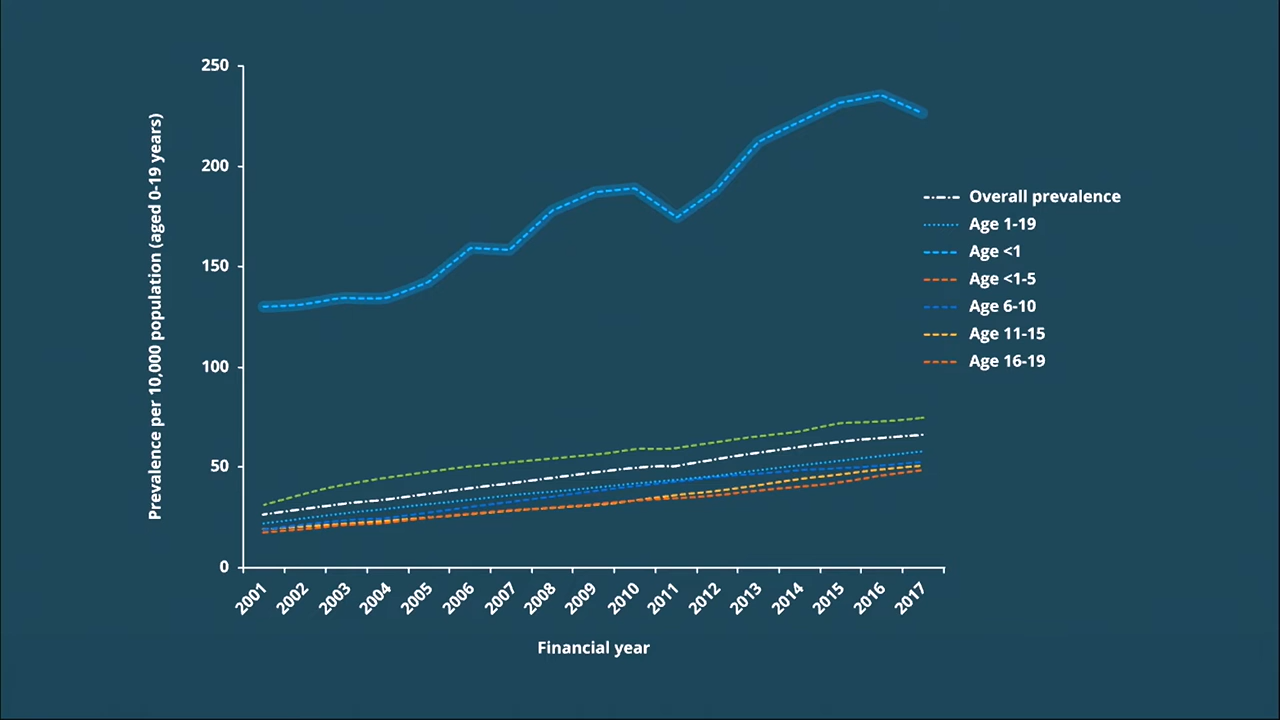 Prevalence per 10,000 population (aged 0-19 years)
250
200
150
100
50
0
2001
2002
2003
2004
2005
2006
2007
2008
2009
2010
2011
2012
2013
2014
2015
2016
2017
Financial year
Overall prevalence
Age 1-19
Age <1
Age <1-5
Age 6-10
Age 11-15
Age 16-19